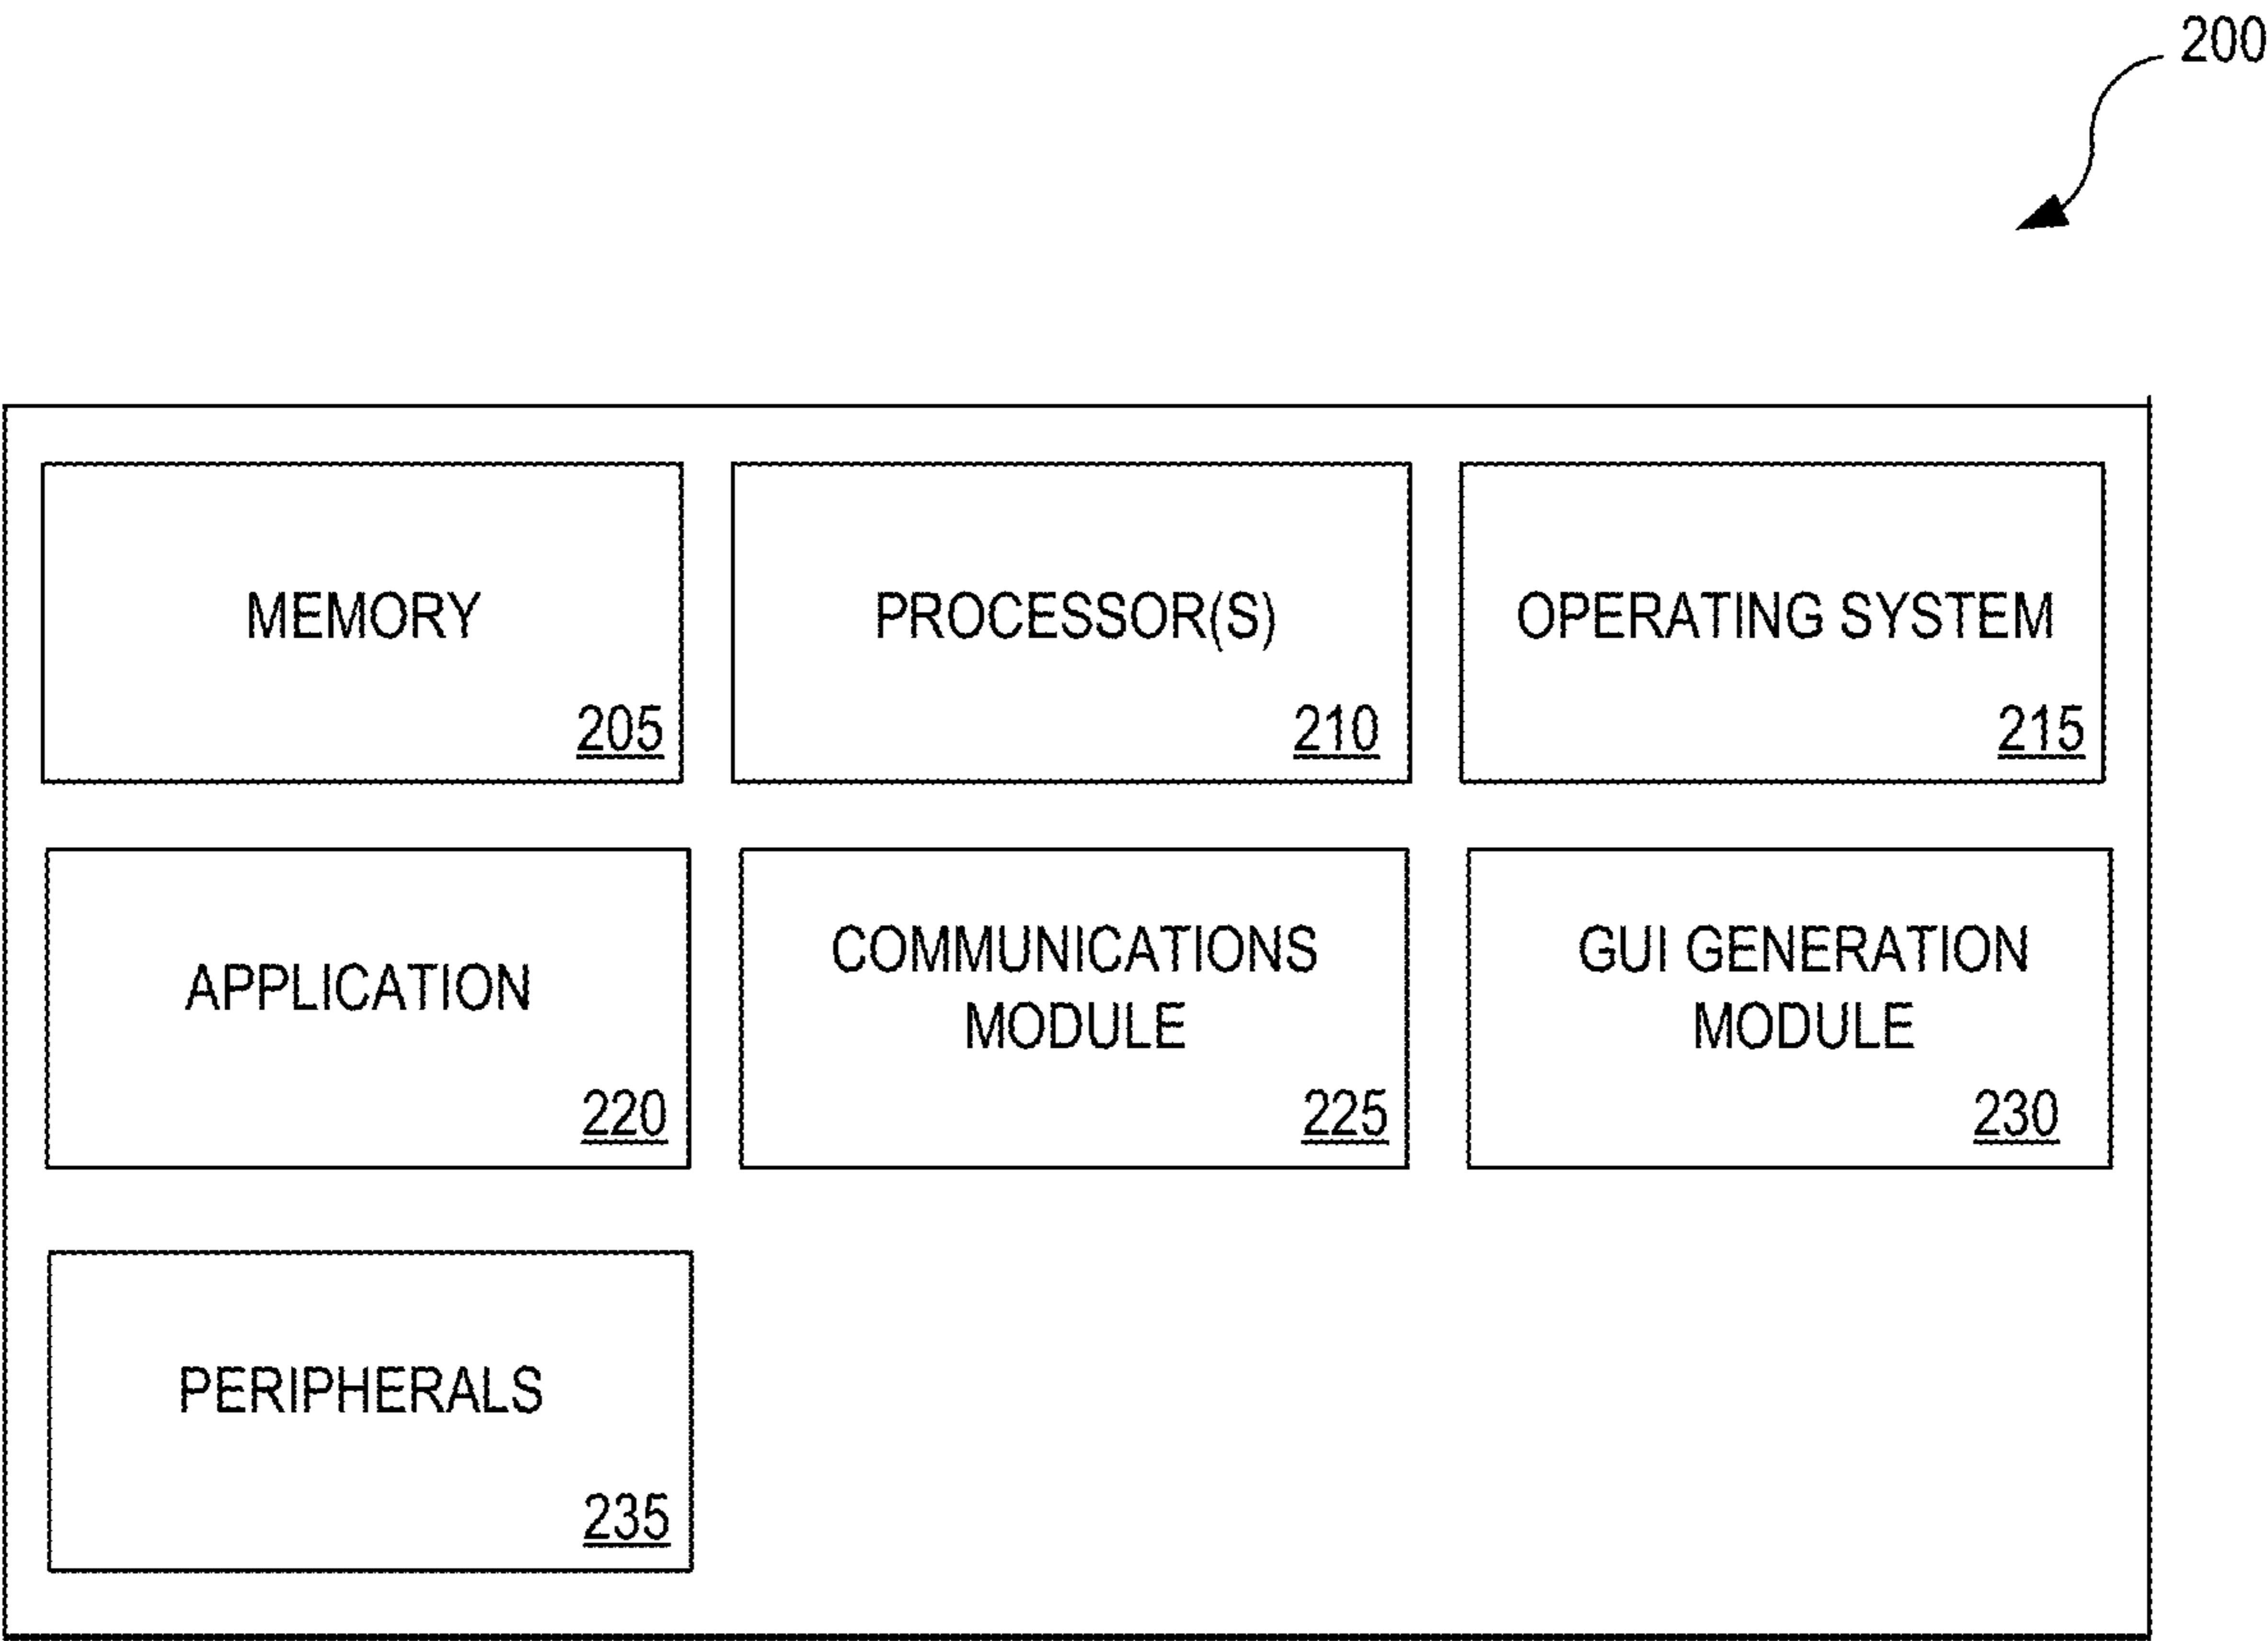 200
MEMORY
205
PROCESSOR(S)
210
OPERATING SYSTEM
215
APPLICATION
220
COMMUNICATIONS
MODULE
225
GUI GENERATION
MODULE
230
PERIPHERALS
235